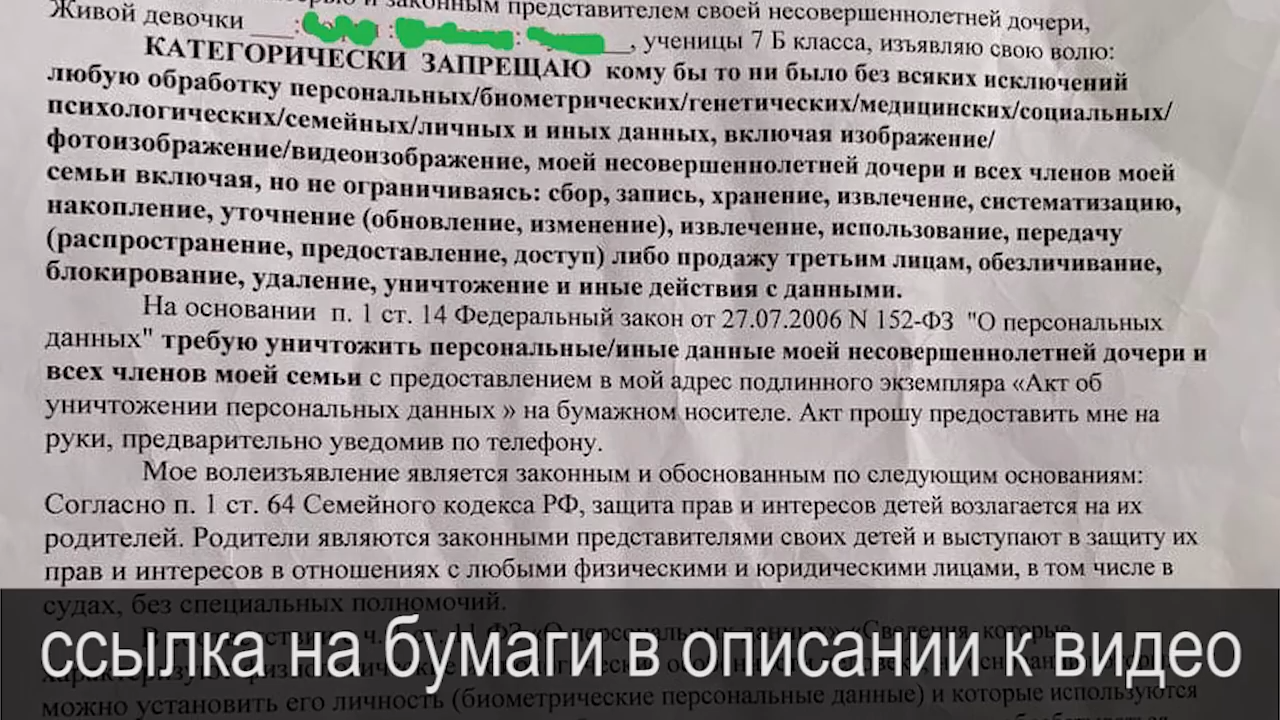 законным представителем своей несовершеннолетней дочери,
Живой девочки ___, ученицы 7 Б класса, изъявляю свою волю:
КАТЕГОРИЧЕСКИ ЗАПРЕЩАЮ кому бы то ни было без всяких исключений
любую обработку персональных/биометрических/генетических/медицинских/социальных/
психологических/семейных/личных и иных данных, включая изображение/
фотоизображение/видеоизображение, моей несовершеннолетней дочери и всех членов моей
семьи включая, но не ограничиваясь: сбор, запись, хранение, извлечение, систематизацию,
накопление, уточнение (обновление, изменение), извлечение, использование, передачу
(распространение, предоставление, доступ) либо продажу третьим лицам, обезличивание,
блокирование, удаление, уничтожение и иные действия с данными.
На основании п. 1 ст. 14 Федеральный закон от 27.07.2006 N 152-ФЗ "О персональных
данных" требую уничтожить персональные/иные данные моей несовершеннолетней дочери и
всех членов моей семьи с предоставлением в мой адрес подлинного экземпляра «Акт об
уничтожении персональных данных » на бумажном носителе. Акт прошу предоставить мне на
руки, предварительно уведомив по телефону.
Мое волеизъявление является законным и обоснованным по следующим основаниям:
Согласно п. 1 ст. 64 Семейного кодекса РФ, защита прав и интересов детей возлагается на их
родителей. Родители являются законными представителями своих детей и выступают в защиту их
прав и интересов в отношениях с любыми физическими и юридическими лицами, в том числе в
судах, без специальных полномочий.
ссылка на бумаги в описании к видео
можно установить его личность (биометрические персональные данные) и которые используются